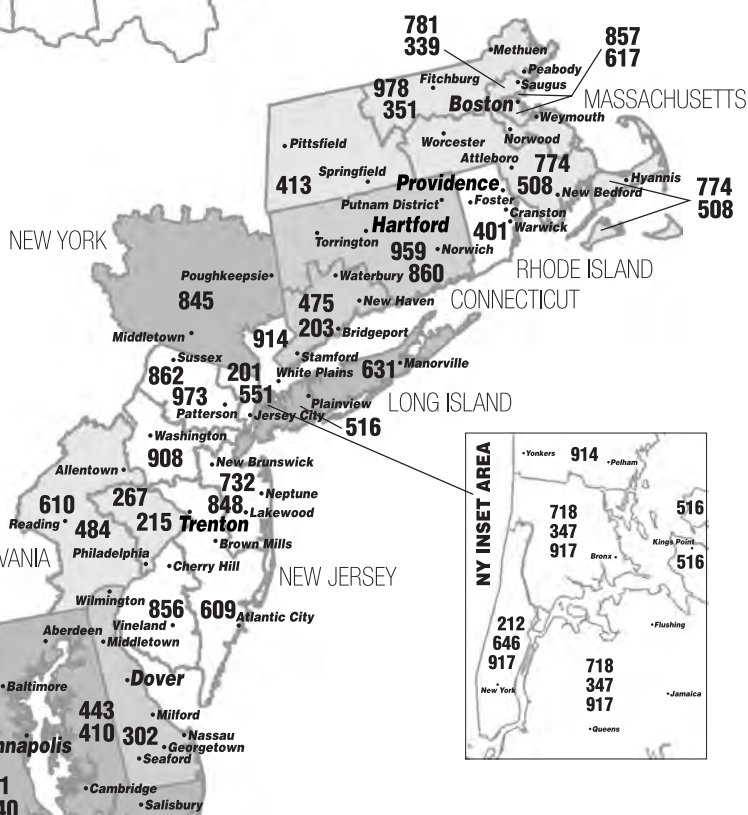 781
339
857
617
Methuen
Peabody
Saugus
Fitchburg
978
351
Boston
MASSACHUSETTS
Weymouth
Pittsfield
Worcester
Norwood
Attleboro
774
508
Springfield
413
Providence
Hyannis
New Bedford
774
508
Putnam District
Foster
Cranston
Warwick
401
Hartford
Torrington
959
860
Norwich
RHODE ISLAND
NEW YORK
Poughkeepsie
Waterbury
845
475
203
New Haven
CONNECTICUT
Bridgeport
Middletown
914
Stamford
Sussex
White Plains
631
Manorville
862
973
201
551
Patterson
Jersey City
Plainview
LONG ISLAND
516
Washington
908
New Brunswick
Allentown
732
848
Neptune
Lakewood
610
484
Reading
267
215
Trenton
Brown Mills
Philadelphia
VANIA
Cherry Hill
NEW JERSEY
Wilmington
856
609
Vineland
Atlantic City
Aberdeen
Middletown
Dover
Baltimore
443
410
Milford
302
Nassau
Georgetown
nnapolis
Seaford
1
40
Cambridge
Salisbury
NY INSET AREA
Yonkers
914
Pelham
718
347
917
516
Kings Point
516
Bronx
212
646
917
Flushing
718
347
917
New York
Jamaica
Queens